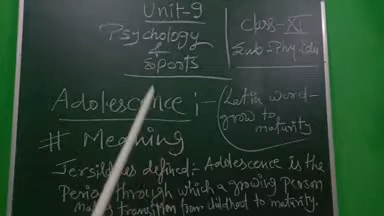 Unit-9
Psychology
&
Sports
Class-XI
Sub-Phy.Edu
Adolescence :-
Latin word-
grow to
maturity
# Meaning
Jersildes defined:- Adolescence is the
Period through which a growing person
makes transition from childhood to maturity.